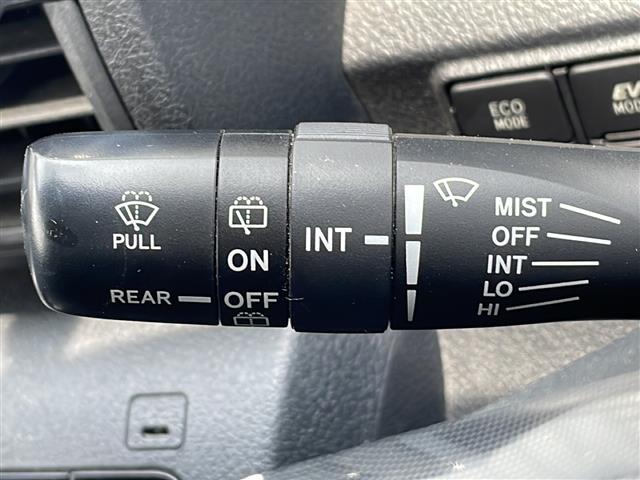 ECO
MODE
EV
MODE
PULL
REAR
ON
OFF
INT
MIST
OFF
INT
LO
HI